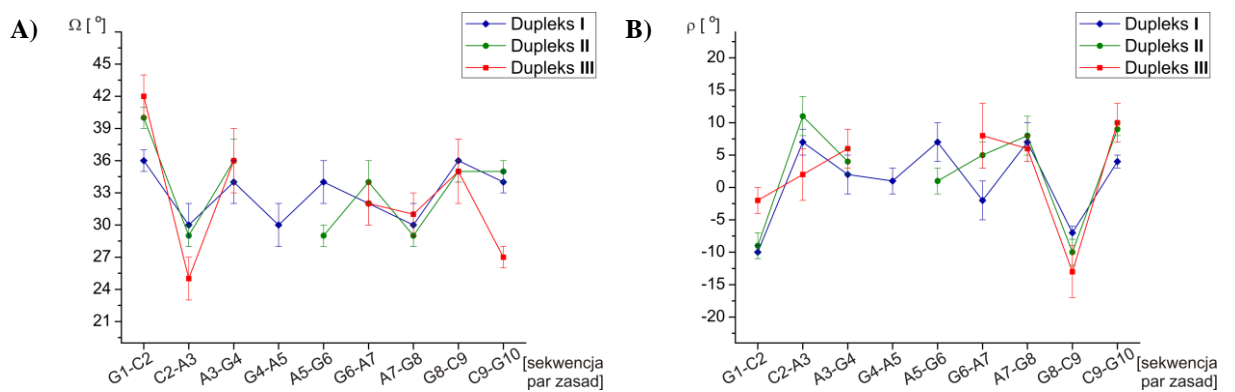 A)
Ω [ °]
Dupleks I
Dupleks II
Dupleks III
45
42
39
36
33
30
27
24
21
G1-C2
C2-A3
A3-G4
G4-A5
A5-G6
G6-A7
A7-G8
G8-C9
C9-G10
[sekwencja
par zasad]
B)
ρ [ °]
Dupleks I
Dupleks II
Dupleks III
20
15
10
5
0
-5
-10
-15
-20
G1-C2
C2-A3
A3-G4
G4-A5
A5-G6
G6-A7
A7-G8
G8-C9
C9-G10
[sekwencja
par zasad]